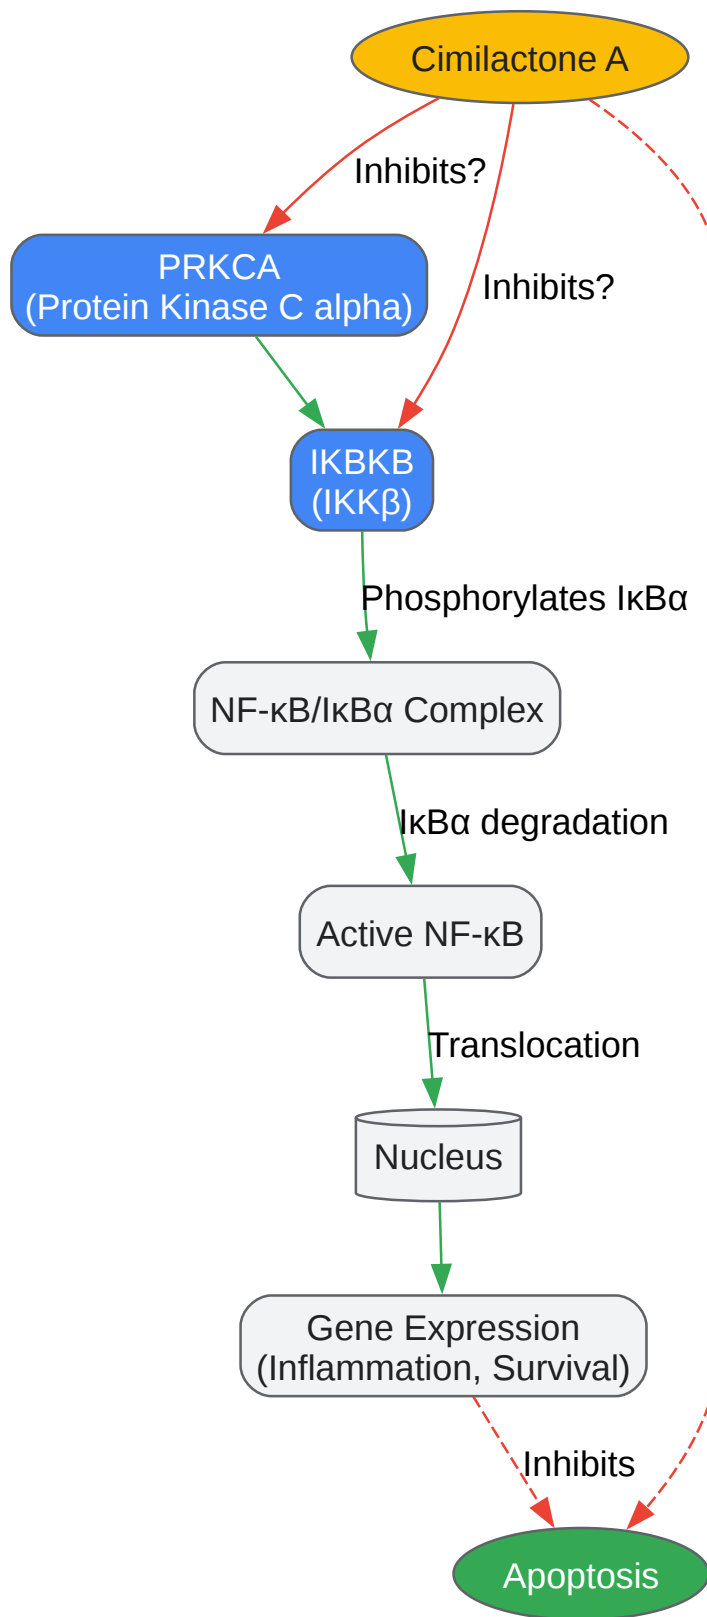 Cimilactone A
Inhibits?
PRKCA
(Protein Kinase C alpha)
Inhibits?
IKBKB
(IKKβ)
Phosphorylates IκBα
NF-κB/IκBα Complex
IκBα degradation
Active NF-κB
Translocation
Nucleus
Gene Expression
(Inflammation, Survival)
Inhibits
Apoptosis